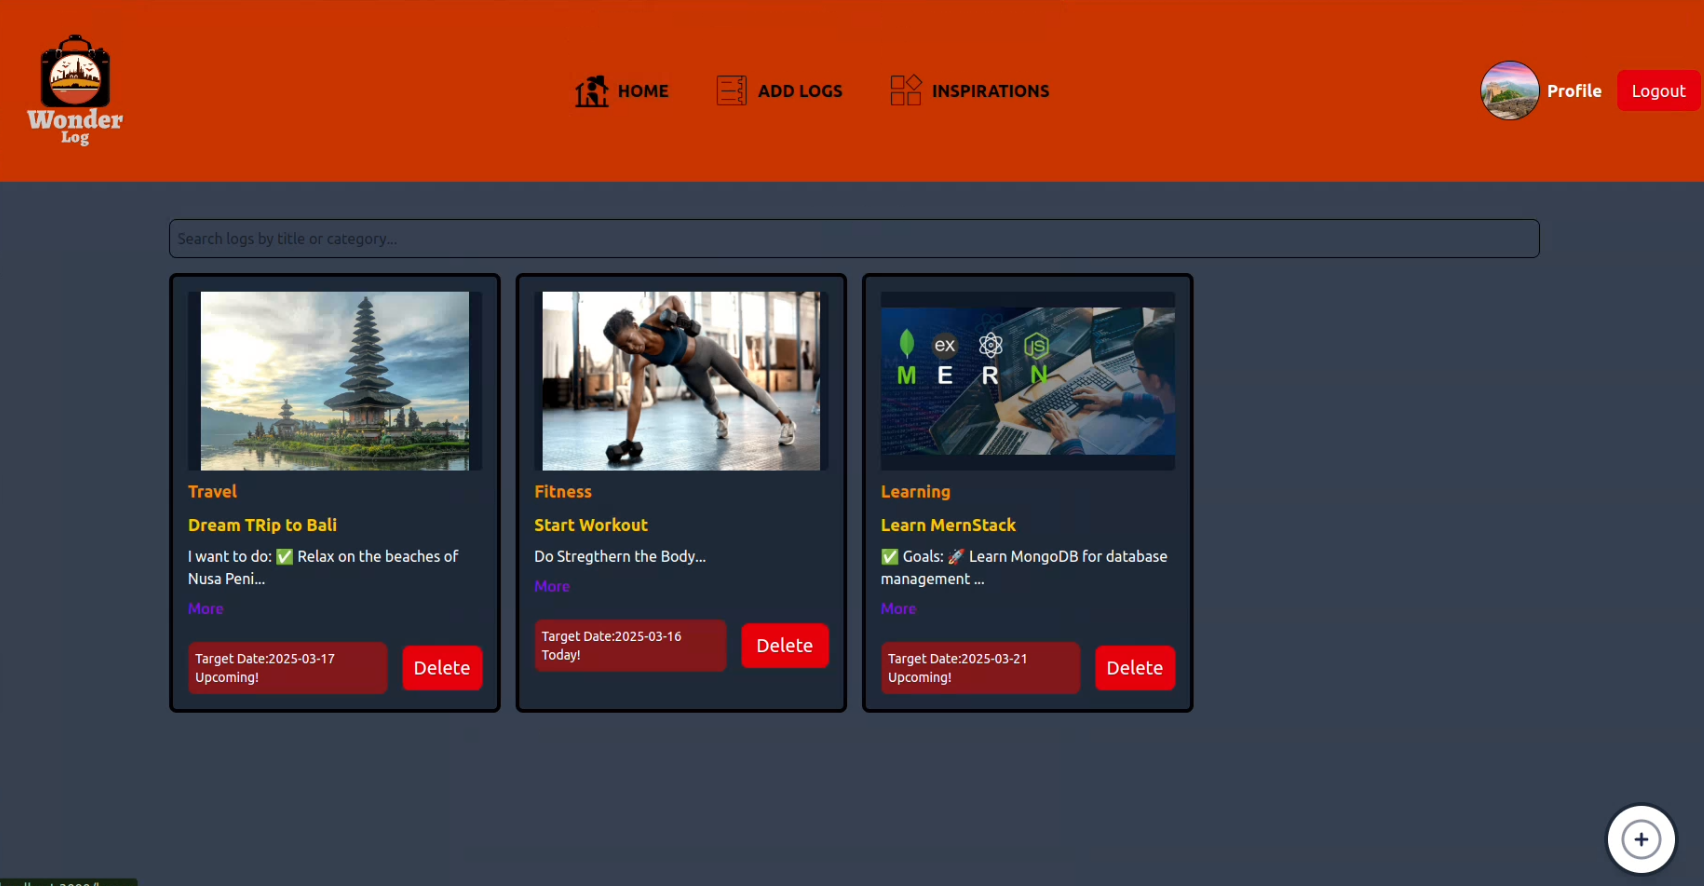 Wonder
Log
HOME
ADD LOGS
INSPIRATIONS
Profile
Logout
Search logs by title or category...
Travel
Dream TRip to Bali
I want to do: ✅ Relax on the beaches of
Nusa Peni...
More
Target Date:2025-03-17
Upcoming!
Delete
Fitness
Start Workout
Do Stregthern the Body...
More
Target Date:2025-03-16
Today!
Delete
ex
JS
M E R N
Learning
Learn MernStack
✅ Goals: 🚀 Learn MongoDB for database
management ...
More
Target Date:2025-03-21
Upcoming!
Delete